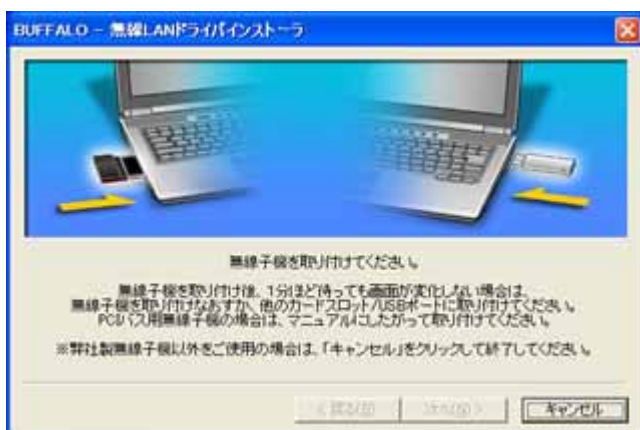 BUFFALO - 無線LANドライバインストーラ
無線子機を取り付けてください。
無線子機を取り付け後、1分ほど待っても画面が変化しない場合は、
無線子機を取り付けなおすか、他のカードスロット/USBポートに取り付けてください。
PCIバス用無線子機の場合は、マニュアルにしたがって取り付けてください。
※弊社製無線子機以外をご使用の場合は、「キャンセル」をクリックして終了してください。
< 戻る(B)
次へ(N) >
キャンセル